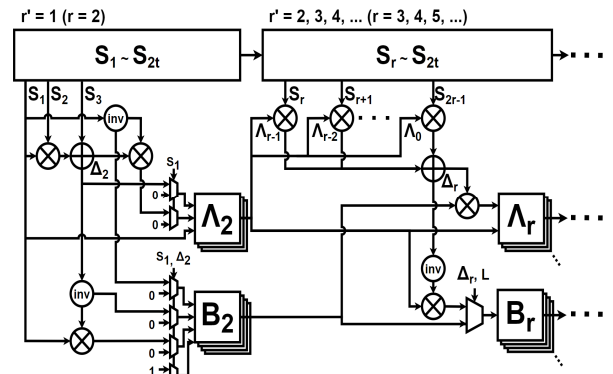 r' = 1 (r = 2)
r' = 2, 3, 4, ... (r = 3, 4, 5, ...)
S₁ ~ S₂ₜ
Sᵣ ~ S₂ₜ
S₁ S₂ S₃
Sᵣ Sᵣ₊₁ S₂ᵣ₋₁
inv
Λᵣ₋₁ Λᵣ₋₂ Λ₀
Δ₂
S₁
Δᵣ
0
0
Λ₂
Λᵣ
S₁, Δ₂
inv
Δᵣ, L
inv
0
0
B₂
Bᵣ
0
1